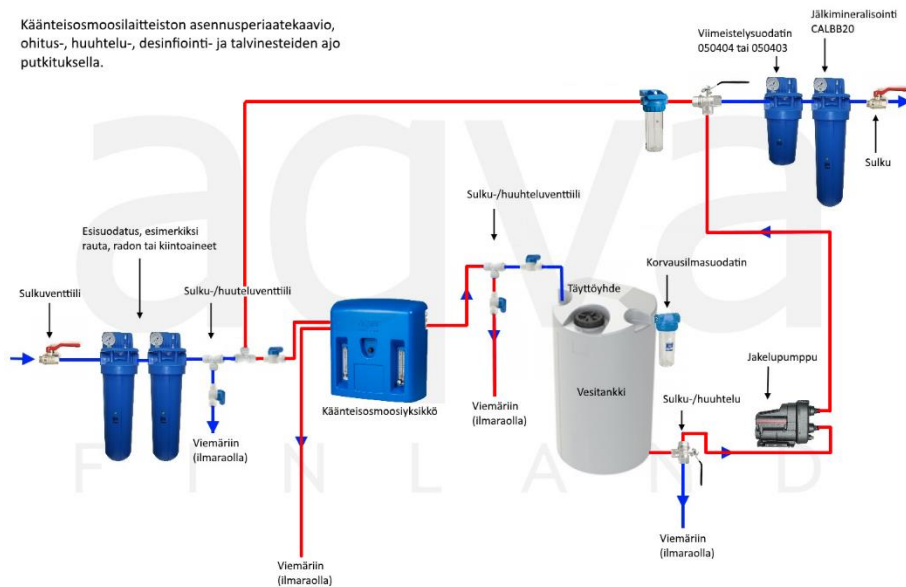 Käänteisosmoosilaitteiston asennusperiaatekaavio,
ohitus-, huuhtelu-, desinfiointi- ja talvinesteiden ajo
putkituksella.
Jälkimineralisointi
CALBB20
Viimeistelysuodatin
050404 tai 050403
Sulku
aqva
FINLAND
Sulku-/huuhteluventtiili
Esisuodatus, esimerkiksi
rauta, radon tai kiintoaineet
Sulkuventtiili
Sulku-/huuteluventtiili
Korvausilmasuodatin
Täyttöyhde
Vesitankki
Jakelupumppu
Käänteisosmoosiyksikkö
Viemäriin
(ilmaraolla)
Sulku-/huuhtelu
Viemäriin
(ilmaraolla)
Viemäriin
(ilmaraolla)
Viemäriin
(ilmaraolla)